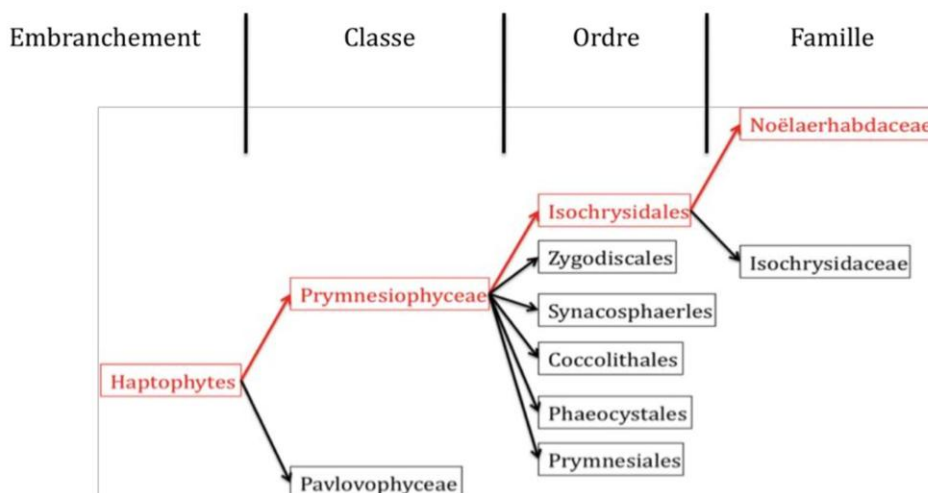 Embranchement Classe Ordre Famille
Noëlaerhabdaceae
Isochrysidales
Zygodiscales
Isochrysidaceae
Prymnesiophyceae
Synacosphaerles
Coccolithales
Haptophytes
Phaeocystales
Prymnesiales
Pavlovophyceae